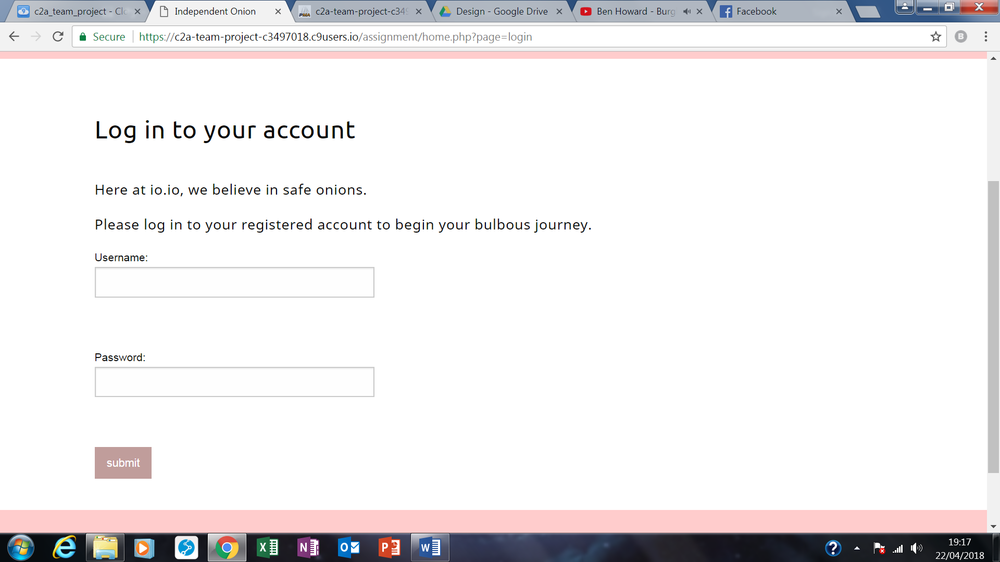 c2a_team_project - Clo
Independent Onion
PMA
c2a-team-project-c349
Design - Google Drive
Ben Howard - Burg
Facebook
Secure
https://c2a-team-project-c3497018.c9users.io/assignment/home.php?page=login
B
Log in to your account
Here at io.io, we believe in safe onions.
Please log in to your registered account to begin your bulbous journey.
Username:
Password:
submit
19:17
22/04/2018